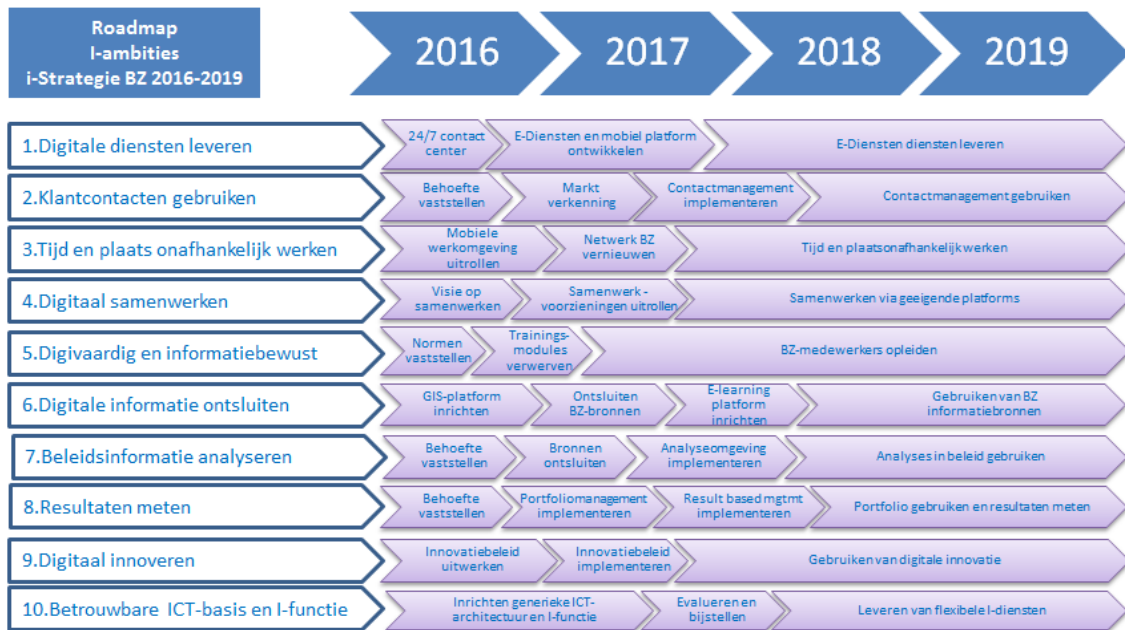 Roadmap
I-ambities
i-Strategie BZ 2016-2019
2016
2017
2018
2019
1.Digitale diensten leveren
24/7 contact
center
E-Diensten en mobiel platform
ontwikkelen
E-Diensten diensten leveren
2.Klantcontacten gebruiken
Behoefte
vaststellen
Markt
verkenning
Contactmanagement
implementeren
Contactmanagement gebruiken
3.Tijd en plaats onafhankelijk werken
Mobiele
werkomgeving
uitrollen
Netwerk BZ
vernieuwen
Tijd en plaatsonafhankelijk werken
4.Digitaal samenwerken
Visie op
samenwerken
Samenwerk -
voorzieningen uitrollen
Samenwerken via geeigende platforms
5.Digivaardig en informatiebewust
Normen
vaststellen
Trainings-
modules
verwerven
BZ-medewerkers opleiden
6.Digitale informatie ontsluiten
GIS-platform
inrichten
Ontsluiten
BZ-bronnen
E-learning
platform
inrichten
Gebruiken van BZ
informatiebronnen
7.Beleidsinformatie analyseren
Behoefte
vaststellen
Bronnen
ontsluiten
Analyseomgeving
implementeren
Analyses in beleid gebruiken
8.Resultaten meten
Behoefte
vaststellen
Portfoliomanagement
implementeren
Result based mgtmt
implementeren
Portfolio gebruiken en resultaten meten
9.Digitaal innoveren
Innovatiebeleid
uitwerken
Innovatiebeleid
implementeren
Gebruiken van digitale innovatie
10.Betrouwbare ICT-basis en I-functie
Inrichten generieke ICT-
architectuur en I-functie
Evalueren en
bijstellen
Leveren van flexibele I-diensten